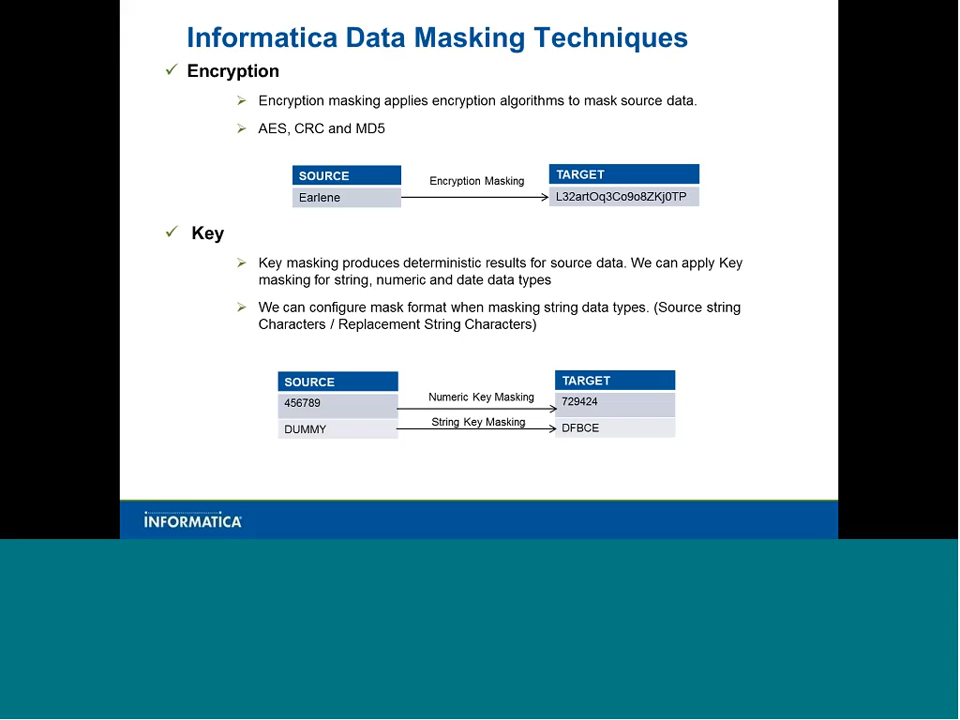 Informatica Data Masking Techniques
Encryption
Encryption masking applies encryption algorithms to mask source data.
AES, CRC and MD5
SOURCE
Encryption Masking
TARGET
Earlene
L32artOq3Co9o8ZKj0TP
Key
Key masking produces deterministic results for source data. We can apply Key
masking for string, numeric and date data types
We can configure mask format when masking string data types. (Source string
Characters / Replacement String Characters)
SOURCE
TARGET
456789
Numeric Key Masking
729424
DUMMY
String Key Masking
DFBCE
INFORMATICA